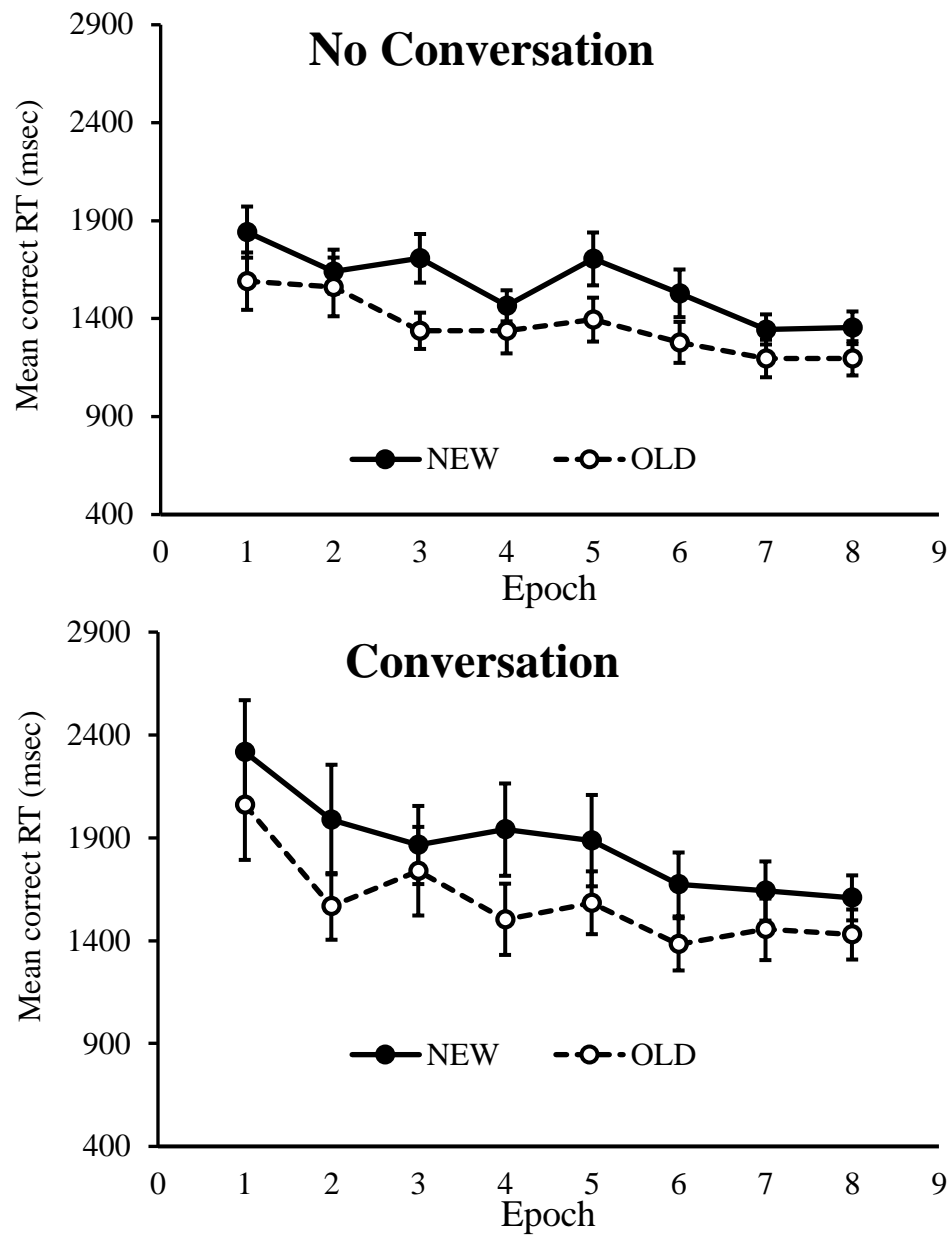 No Conversation
Mean correct RT (msec)
2900
2400
1900
1400
900
400
NEW OLD
0 1 2 3 4 5 6 7 8 9
Epoch
Conversation
Mean correct RT (msec)
2900
2400
1900
1400
900
400
NEW OLD
0 1 2 3 4 5 6 7 8 9
Epoch